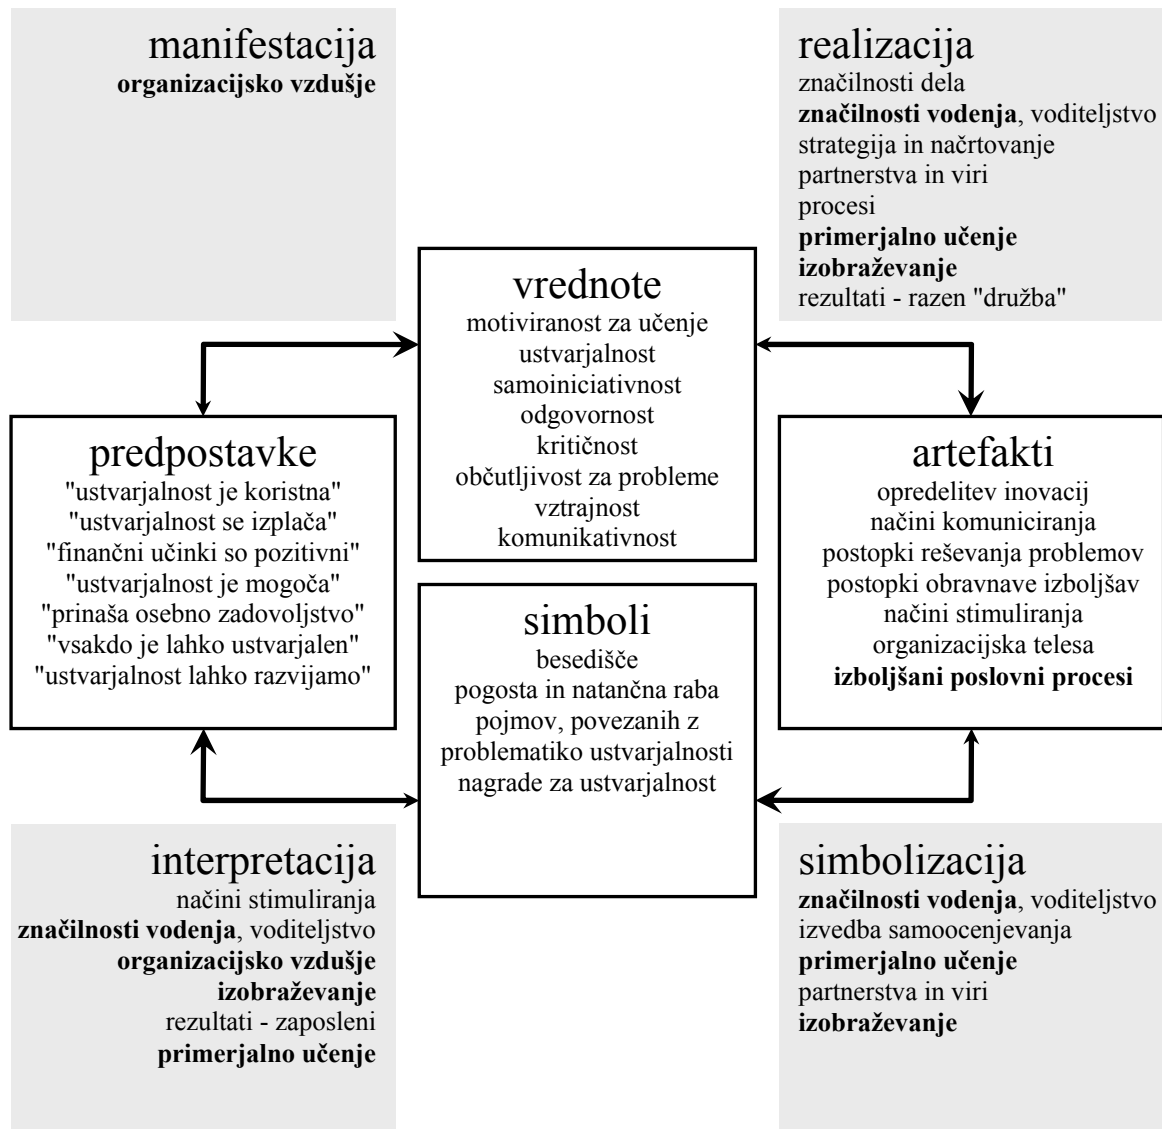 manifestacija
organizacijsko vzdušje
realizacija
značilnosti dela
značilnosti vodenja, voditeljstvo
strategija in načrtovanje
partnerstva in viri
procesi
primerjalno učenje
izobraževanje
rezultati - razen "družba"
vrednote
motiviranost za učenje
ustvarjalnost
samoiniciativnost
odgovornost
kritičnost
občutljivost za probleme
vztrajnost
komunikativnost
predpostavke
"ustvarjalnost je koristna"
"ustvarjalnost se izplača"
"finančni učinki so pozitivni"
"ustvarjalnost je mogoča"
"prinaša osebno zadovoljstvo"
"vsakdo je lahko ustvarjalen"
"ustvarjalnost lahko razvijamo"
artefakti
opredelitev inovacij
načini komuniciranja
postopki reševanja problemov
postopki obravnave izboljšav
načini stimuliranja
organizacijska telesa
izboljšani poslovni procesi
simboli
besedišče
pogosta in natančna raba
pojmov, povezanih z
problematiko ustvarjalnosti
nagrade za ustvarjalnost
interpretacija
načini stimuliranja
značilnosti vodenja, voditeljstvo
organizacijsko vzdušje
izobraževanje
rezultati - zaposleni
primerjalno učenje
simbolizacija
značilnosti vodenja, voditeljstvo
izvedba samoocenjevanja
primerjalno učenje
partnerstva in viri
izobraževanje